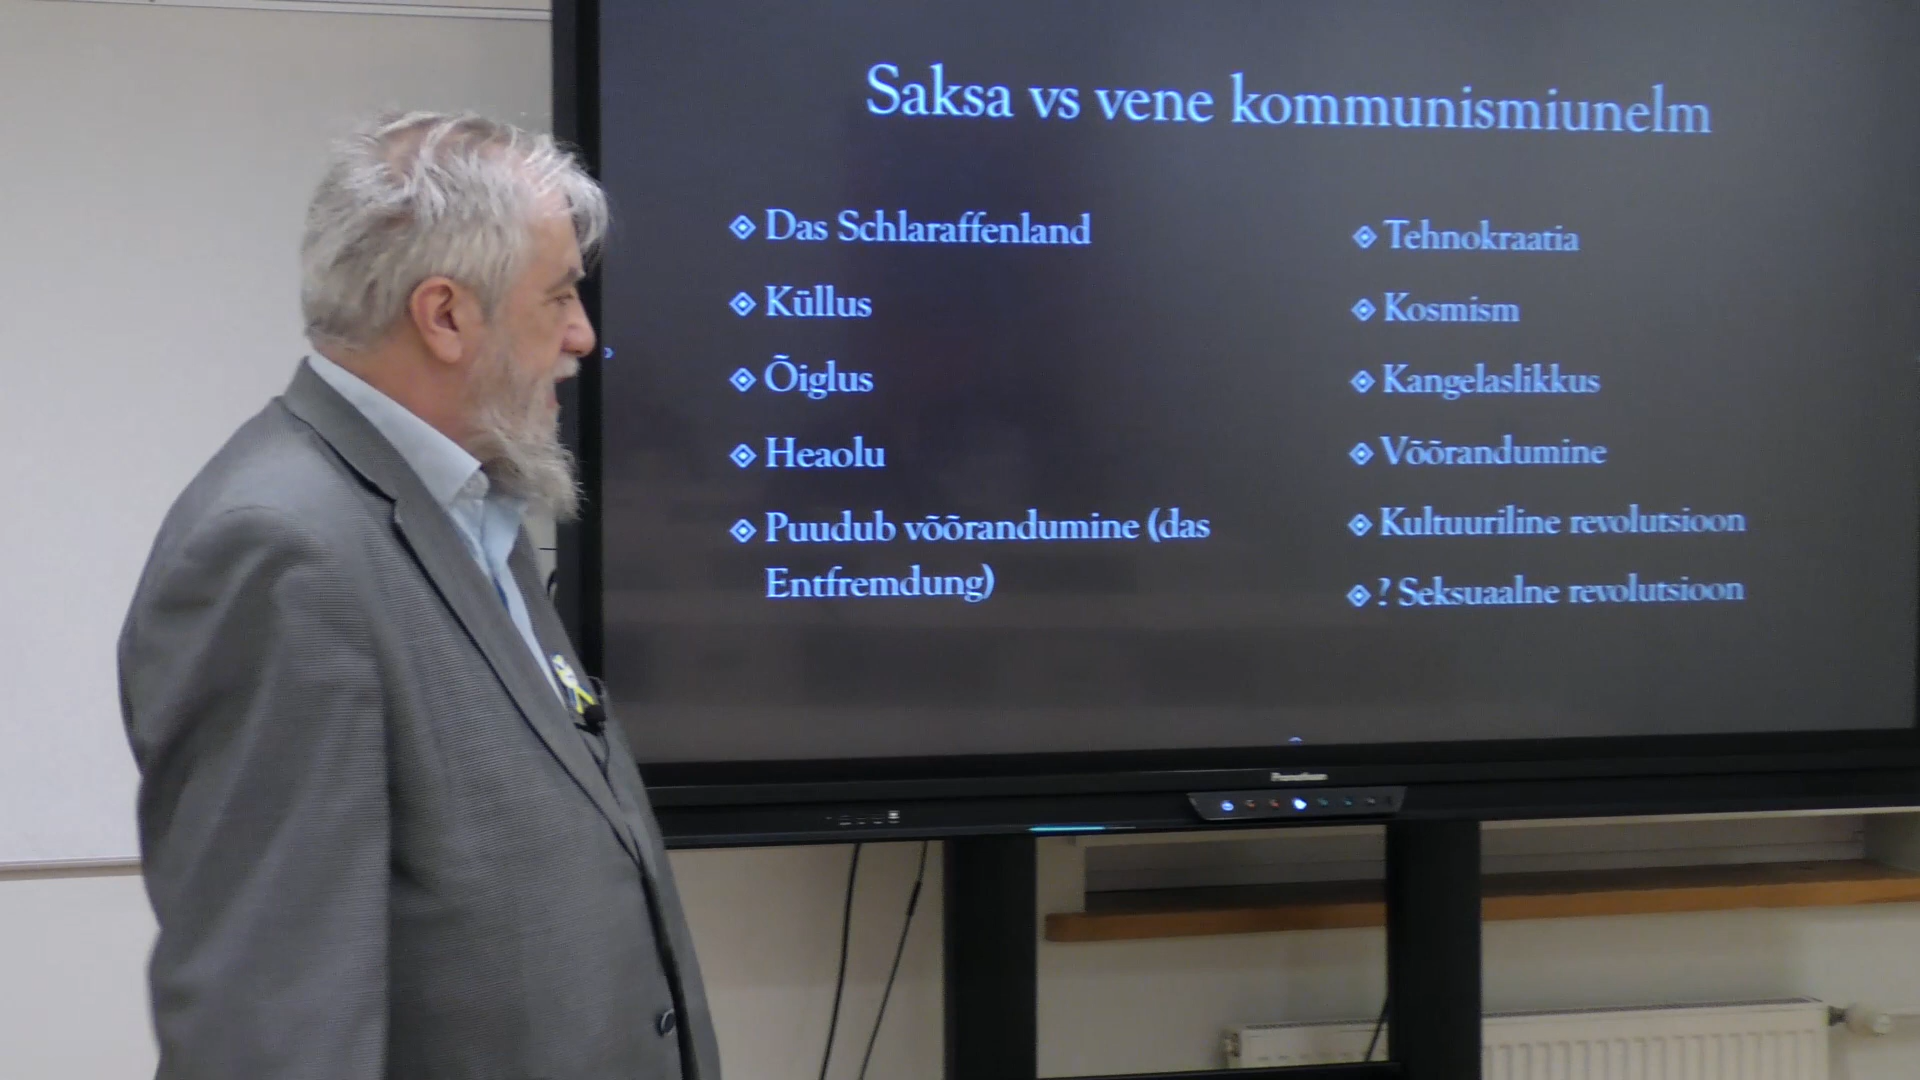 Saksa vs vene kommunismiunelm
Das Schlaraffenland
Küllus
Õiglus
Heaolu
Puudub võõrandumine (das
Entfremdung)
Tehnokraatia
Kosmism
Kangelaslikkus
Võõrandumine
Kultuuriline revolutsioon
? Seksuaalne revolutsioon
Promethean